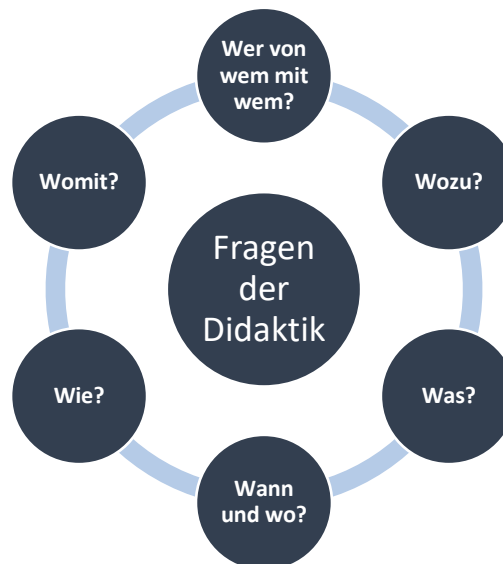 Wer von
wem mit
wem?
Womit?
Wozu?
Fragen
der
Didaktik
Wie?
Was?
Wann
und wo?